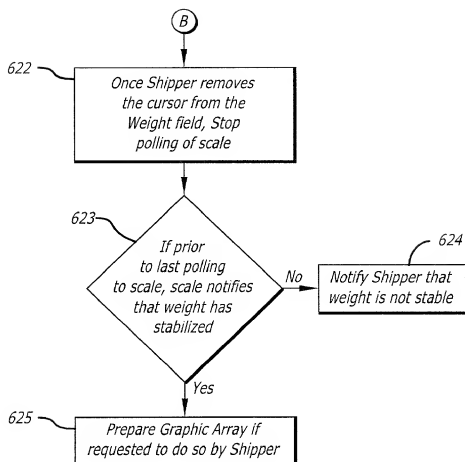 B
622
Once Shipper removes
the cursor from the
Weight field, Stop
polling of scale
623
If prior
to last polling
to scale, scale notifies
that weight has
stabilized
No
624
Notify Shipper that
weight is not stable
Yes
625
Prepare Graphic Array if
requested to do so by Shipper